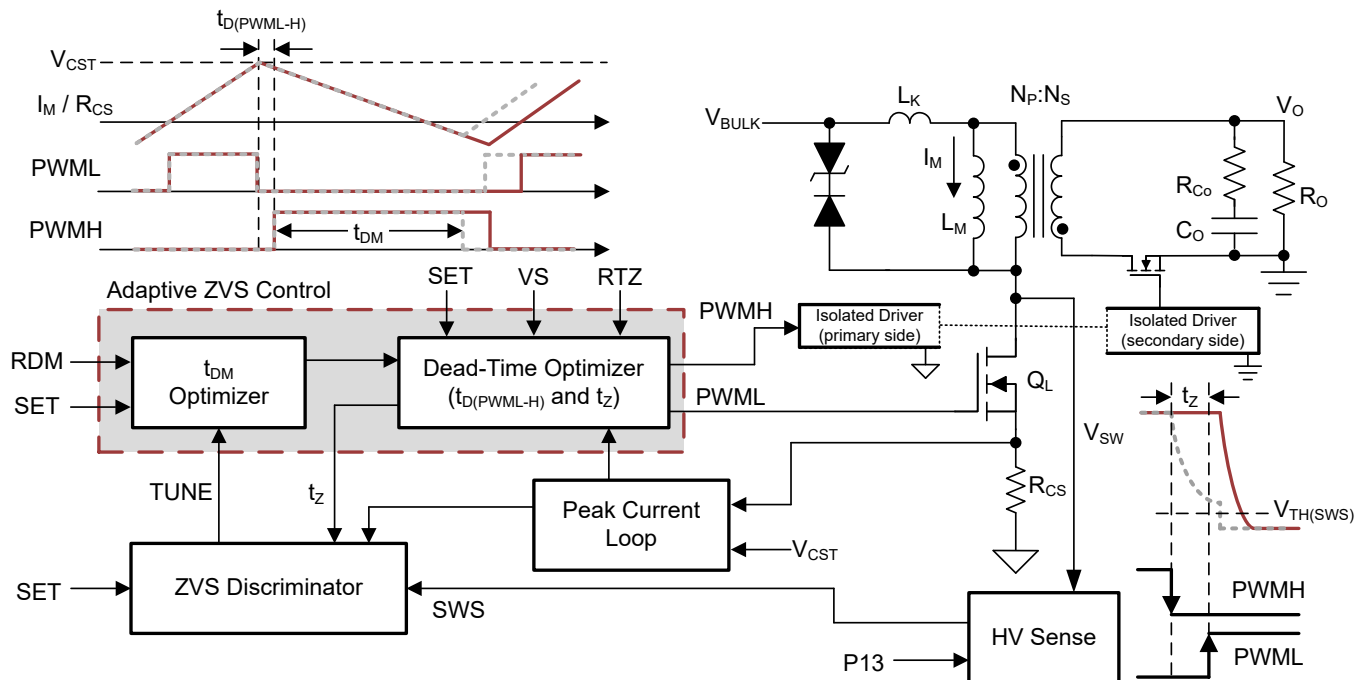 tD(PWML-H)
VCST
IM / RCS
PWML
PWMH
tDM
LK
NP:NS
VO
VBULK
IM
LM
RCo
CO
RO
SET
VS
RTZ
Adaptive ZVS Control
PWMH
Isolated Driver
(primary side)
Isolated Driver
(secondary side)
RDM
SET
tDM
Optimizer
Dead-Time Optimizer
(tD(PWML-H) and tZ)
PWML
QL
tZ
VSW
TUNE
tZ
Peak Current
Loop
RCS
VTH(SWS)
VCST
SET
ZVS Discriminator
SWS
HV Sense
P13
PWMH
PWML